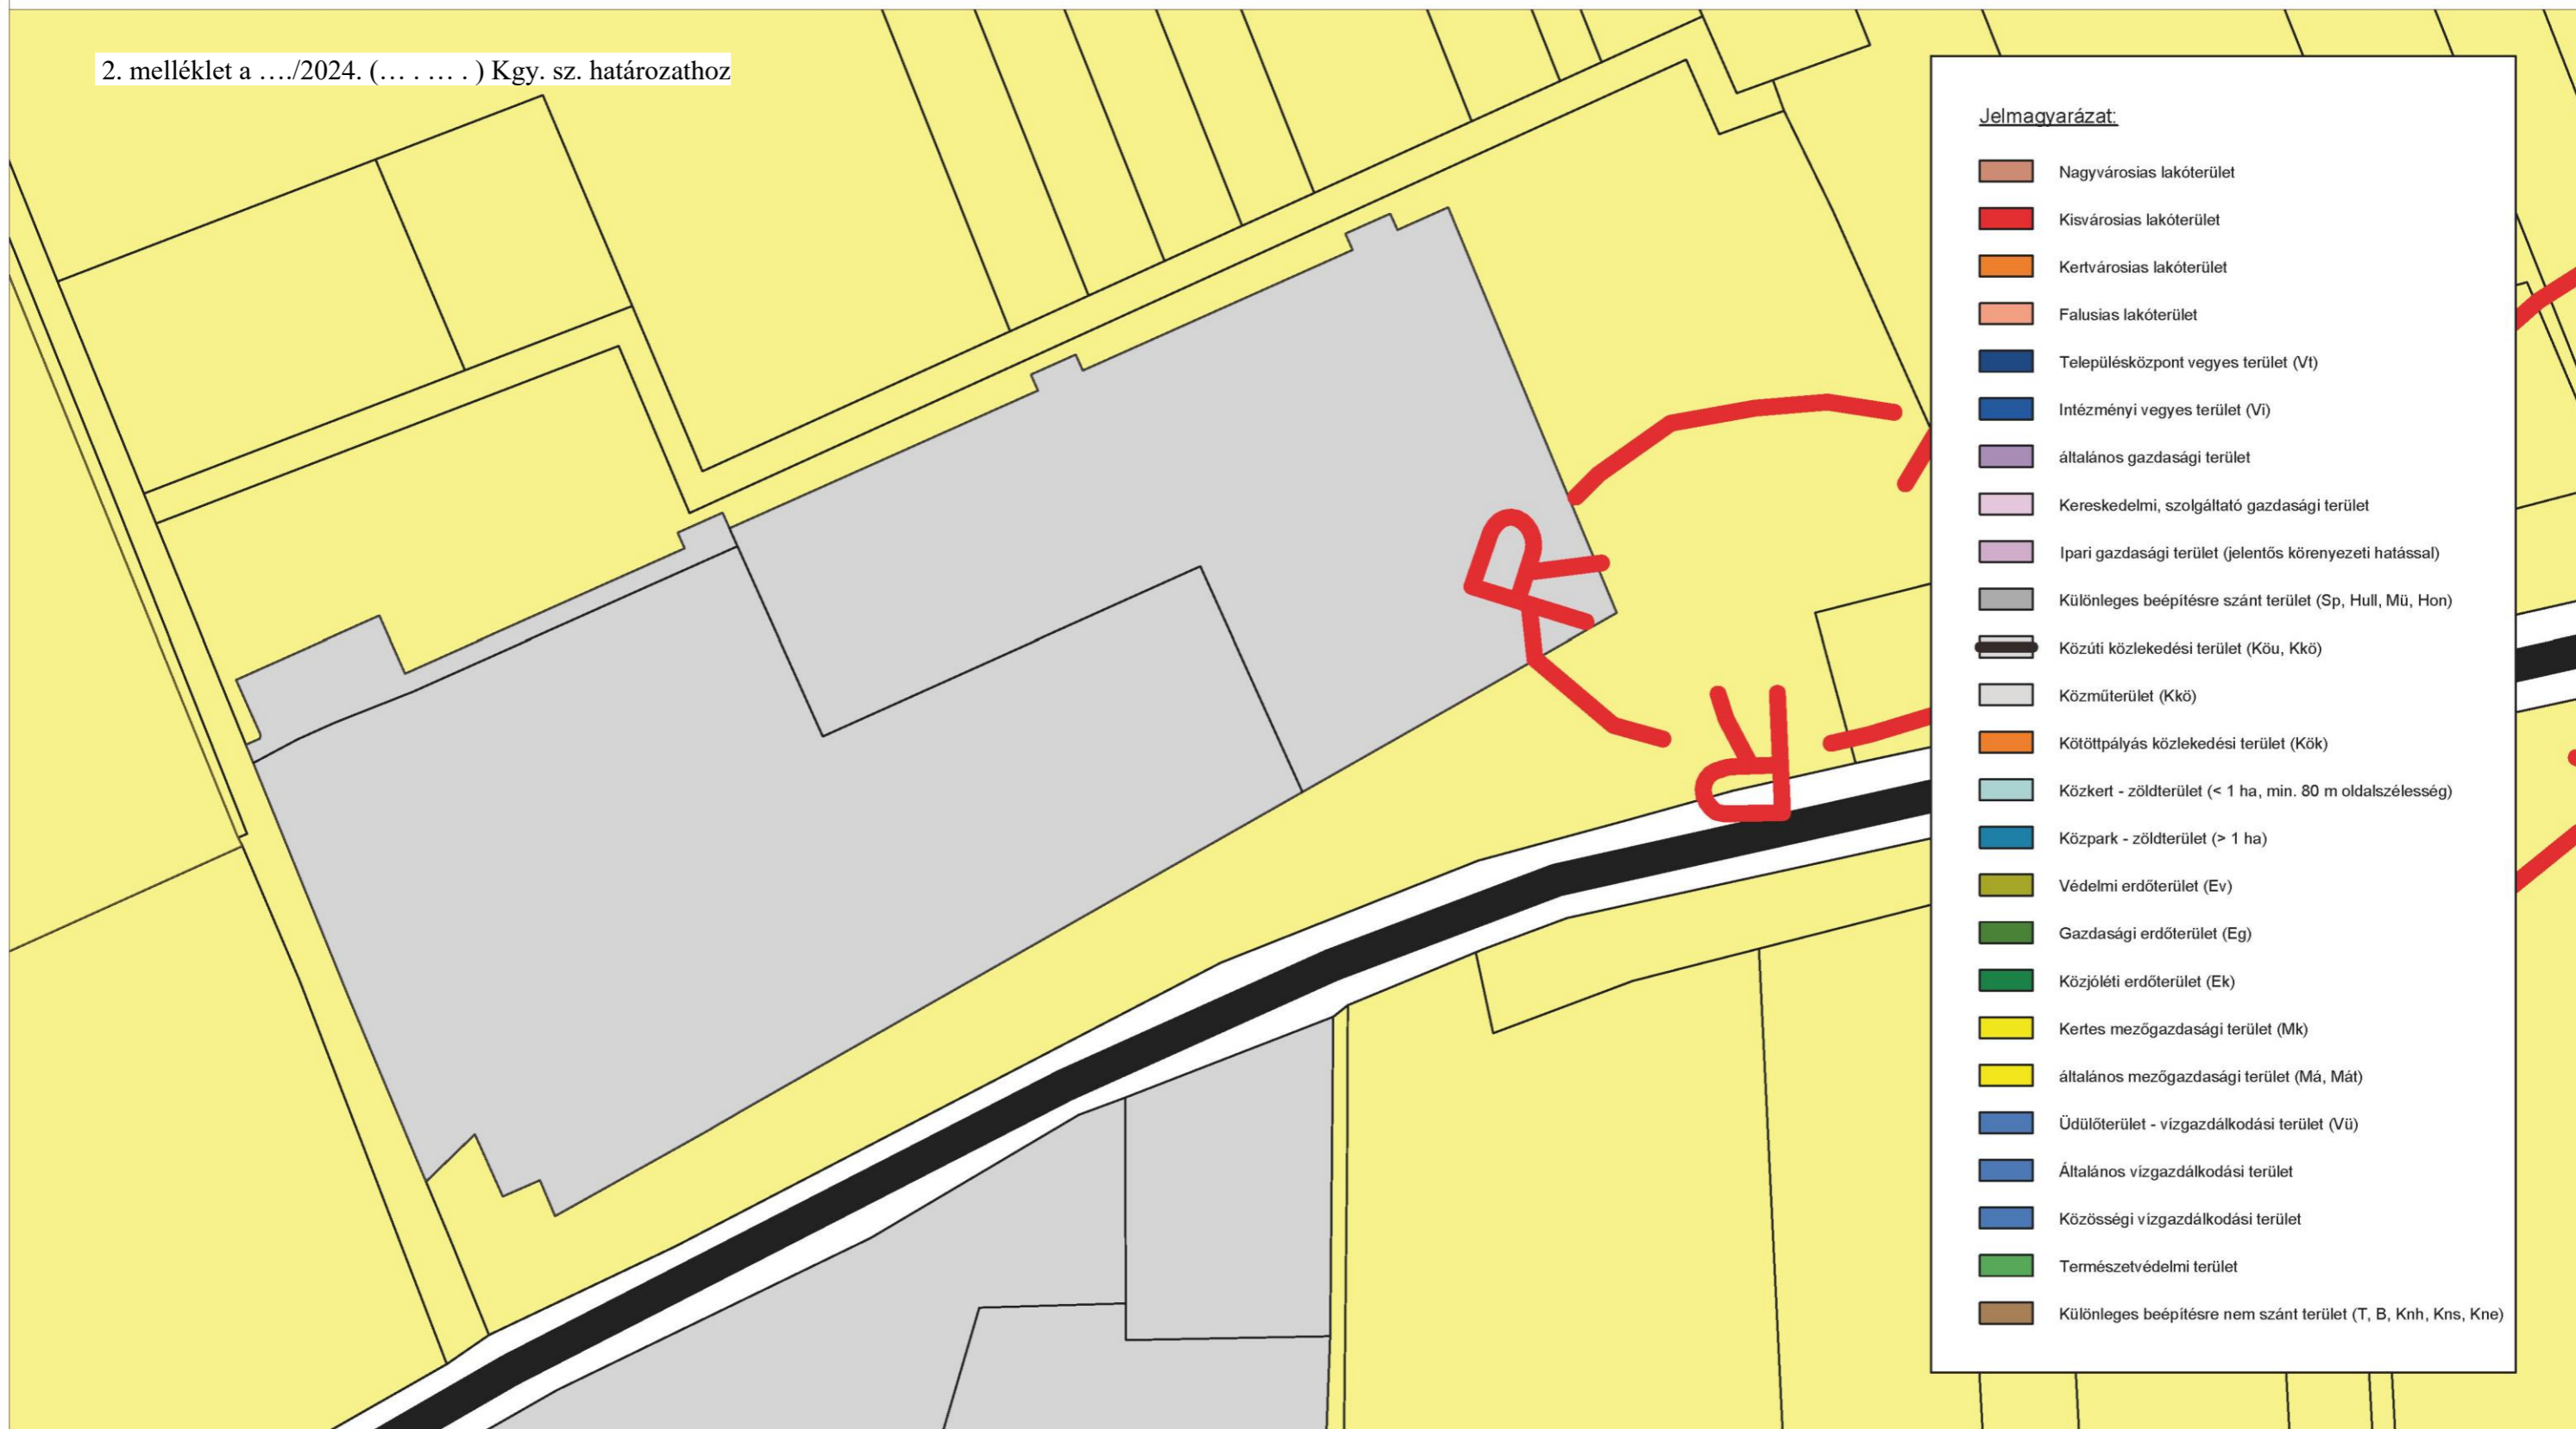 2. melléklet a …./2024. (… . … . ) Kgy. sz. határozathoz
Jelmagyarázat:
Nagyvárosias lakóterület
Kisvárosias lakóterület
Kertvárosias lakóterület
Falusias lakóterület
Településközpont vegyes terület (Vt)
Intézményi vegyes terület (Vi)
általános gazdasági terület
Kereskedelmi, szolgáltató gazdasági terület
Ipari gazdasági terület (jelentős körenyezeti hatással)
Különleges beépítésre szánt terület (Sp, Hull, Mü, Hon)
Közúti közlekedési terület (Köu, Kkö)
Közműterület (Kkö)
Kötöttpályás közlekedési terület (Kök)
Közkert - zöldterület (< 1 ha, min. 80 m oldalszélesség)
Közpark - zöldterület (> 1 ha)
Védelmi erdőterület (Ev)
Gazdasági erdőterület (Eg)
Közjóléti erdőterület (Ek)
Kertes mezőgazdasági terület (Mk)
általános mezőgazdasági terület (Má, Mát)
Üdülőterület - vízgazdálkodási terület (Vü)
Általános vízgazdálkodási terület
Közösségi vízgazdálkodási terület
Természetvédelmi terület
Különleges beépítésre nem szánt terület (T, B, Knh, Kns, Kne)
R
R